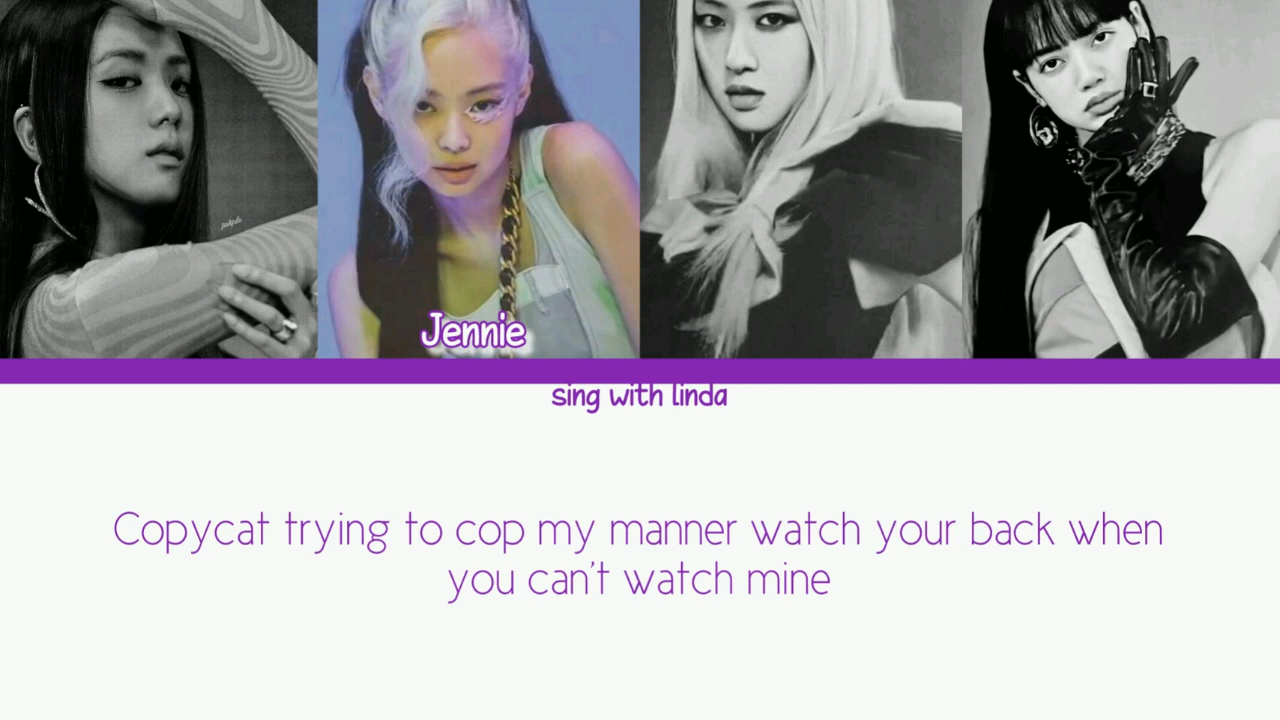 Jennie
sing with linda
Copycat trying to cop my manner watch your back when
you can't watch mine